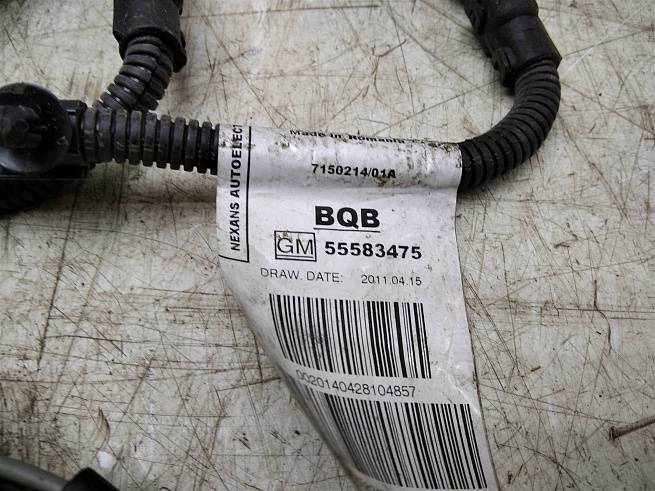 Made in Romania
NEXANS AUTOELECT
7150214/01A
BQB
GM 55583475
DRAW. DATE: 2011.04.15
0020140428104857